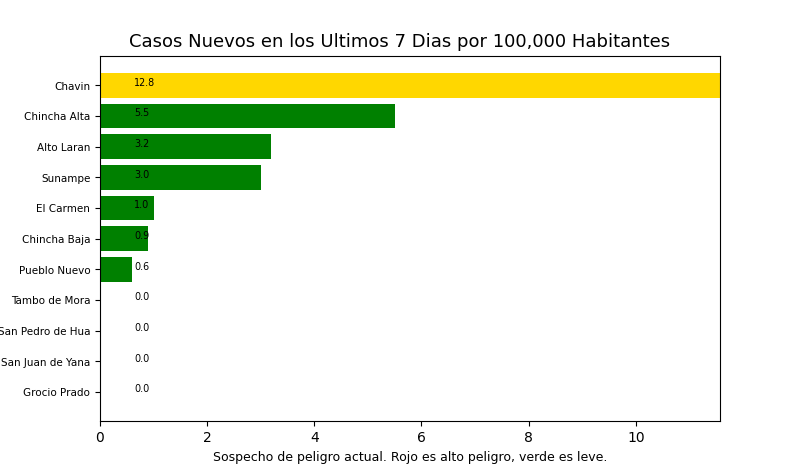 Casos Nuevos en los Ultimos 7 Dias por 100,000 Habitantes
Chavin 12.8
Chincha Alta 5.5
Alto Laran 3.2
Sunampe 3.0
El Carmen 1.0
Chincha Baja 0.9
Pueblo Nuevo 0.6
Tambo de Mora 0.0
San Pedro de Hua 0.0
San Juan de Yana 0.0
Grocio Prado 0.0
0 2 4 6 8 10
Sospecho de peligro actual. Rojo es alto peligro, verde es leve.